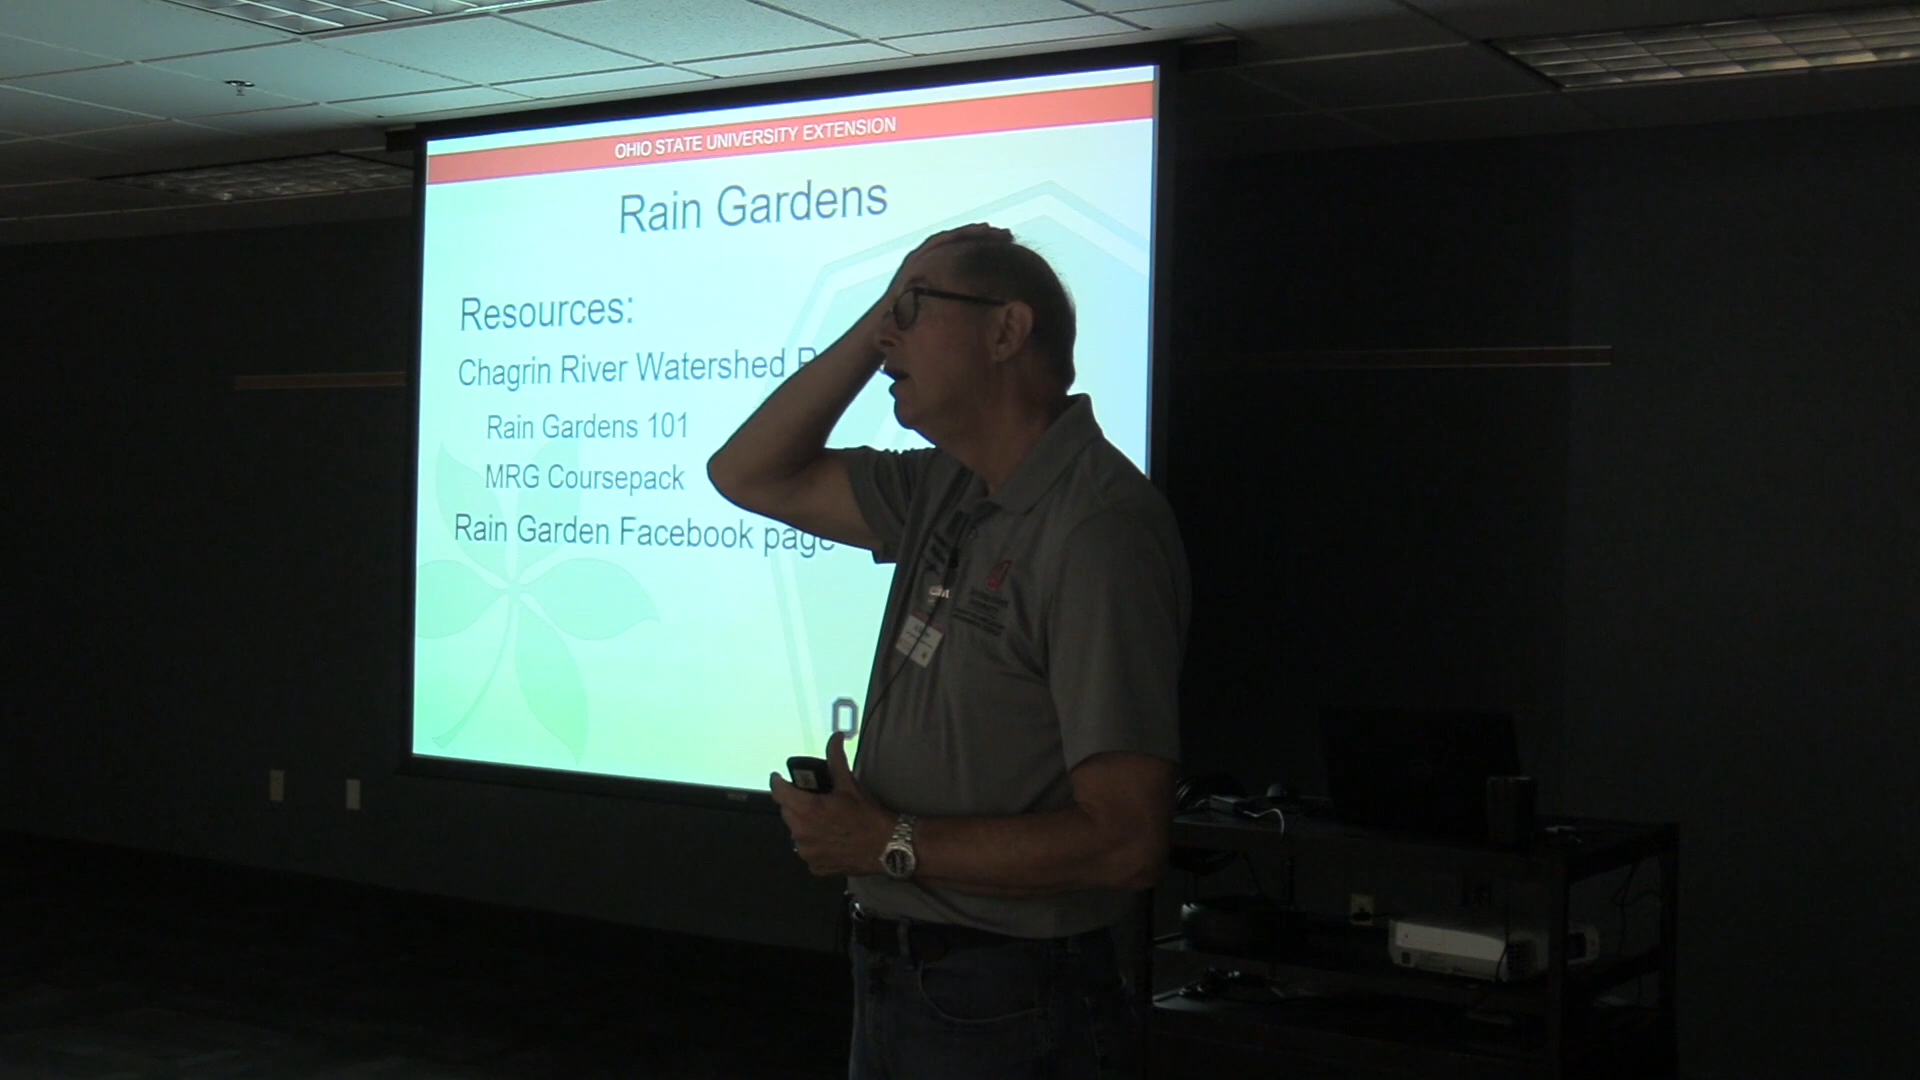 OHIO STATE UNIVERSITY EXTENSION
Rain Gardens
Resources:
Chagrin River Watershed
Rain Gardens 101
MRG Coursepack
Rain Garden Facebook page
O